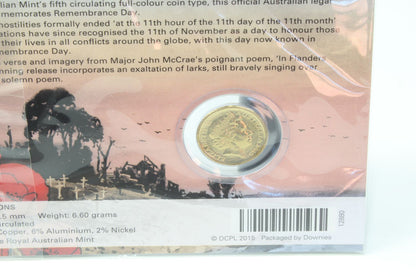 lian Mint's fifth circulating full-colour coin type, this official Australian legal
memorates Remembrance Day.
hostilities formally ended 'at the 11th hour of the 11th day of the 11th month'
ations have since recognised the 11th of November as a day to honour those
their lives in all conflicts around the globe, with this day now known in
embrance Day.
verse and imagery from Major John McCrae's poignant poem, 'In Flanders
nning release incorporates an exaltation of larks, still bravely singing over
solemn poem.
ONS
.5 mm Weight: 6.60 grams
culated
Copper, 6% Aluminium, 2% Nickel
e Royal Australian Mint
© DCPL 2015 Packaged by Downies